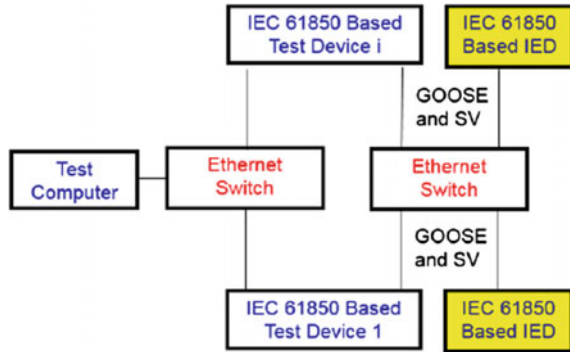 IEC 61850 Based
Test Device i
IEC 61850
Based IED
GOOSE
and SV
Test
Computer
Ethernet
Switch
Ethernet
Switch
GOOSE
and SV
IEC 61850 Based
Test Device 1
IEC 61850
Based IED